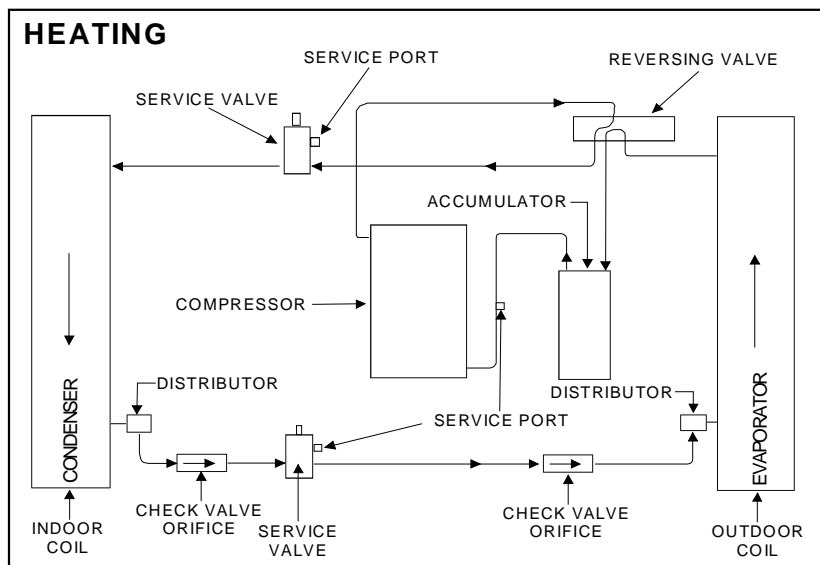 HEATING
SERVICE PORT
REVERSING VALVE
SERVICE VALVE
ACCUMULATOR
COMPRESSOR
DISTRIBUTOR
DISTRIBUTOR
CONDENSER
EVAPORATOR
SERVICE PORT
INDOOR
COIL
CHECK VALVE
ORIFICE
SERVICE
VALVE
CHECK VALVE
ORIFICE
OUTDOOR
COIL